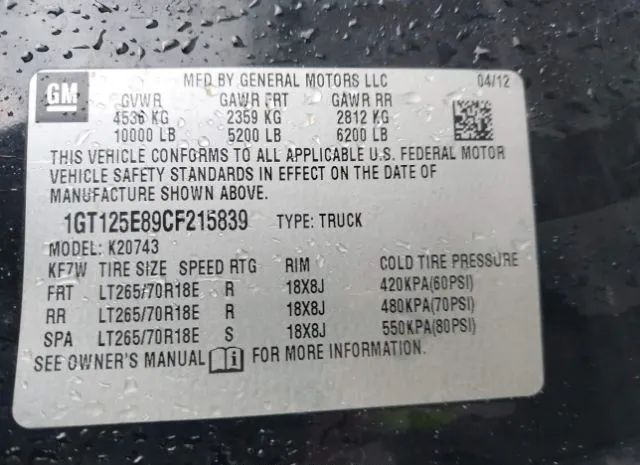 GM
MFD BY GENERAL MOTORS LLC 04/12
GVWR GAWR FRT GAWR RR
4536 KG 2359 KG 2812 KG
10000 LB 5200 LB 6200 LB
THIS VEHICLE CONFORMS TO ALL APPLICABLE U.S. FEDERAL MOTOR
VEHICLE SAFETY STANDARDS IN EFFECT ON THE DATE OF
MANUFACTURE SHOWN ABOVE.
1GT125E89CF215839 TYPE: TRUCK
MODEL: K20743
KF7W TIRE SIZE SPEED RTG RIM COLD TIRE PRESSURE
FRT LT265/70R18E R 18X8J 420KPA(60PSI)
RR LT265/70R18E R 18X8J 480KPA(70PSI)
SPA LT265/70R18E S 18X8J 550KPA(80PSI)
SEE OWNER'S MANUAL i FOR MORE INFORMATION.